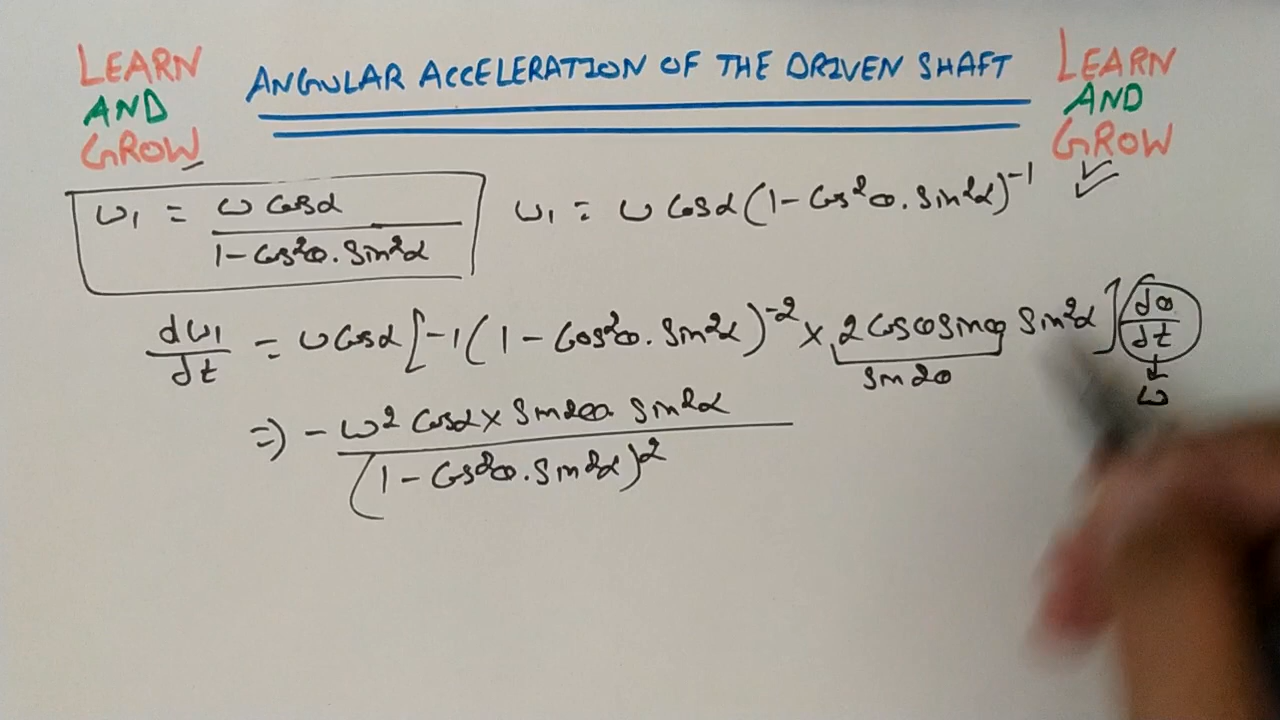 LEARN AND GROW
ANGULAR ACCELERATION OF THE DRIVEN SHAFT
LEARN AND GROW
ω₁ = ω Cosα / (1 - Cos²θ . Sin²α)
ω₁ = ω Cosα (1 - Cos²θ . Sin²α)⁻¹
dω₁/dt = ω Cosα [-1 (1 - Cos²θ . Sin²α)⁻² × 2 Cosθ Sinθ Sin²α] dθ/dt
Sin2θ
ω
⇒ - ω² Cosα × Sin2θ Sin²α / (1 - Cos²θ . Sin²α)²